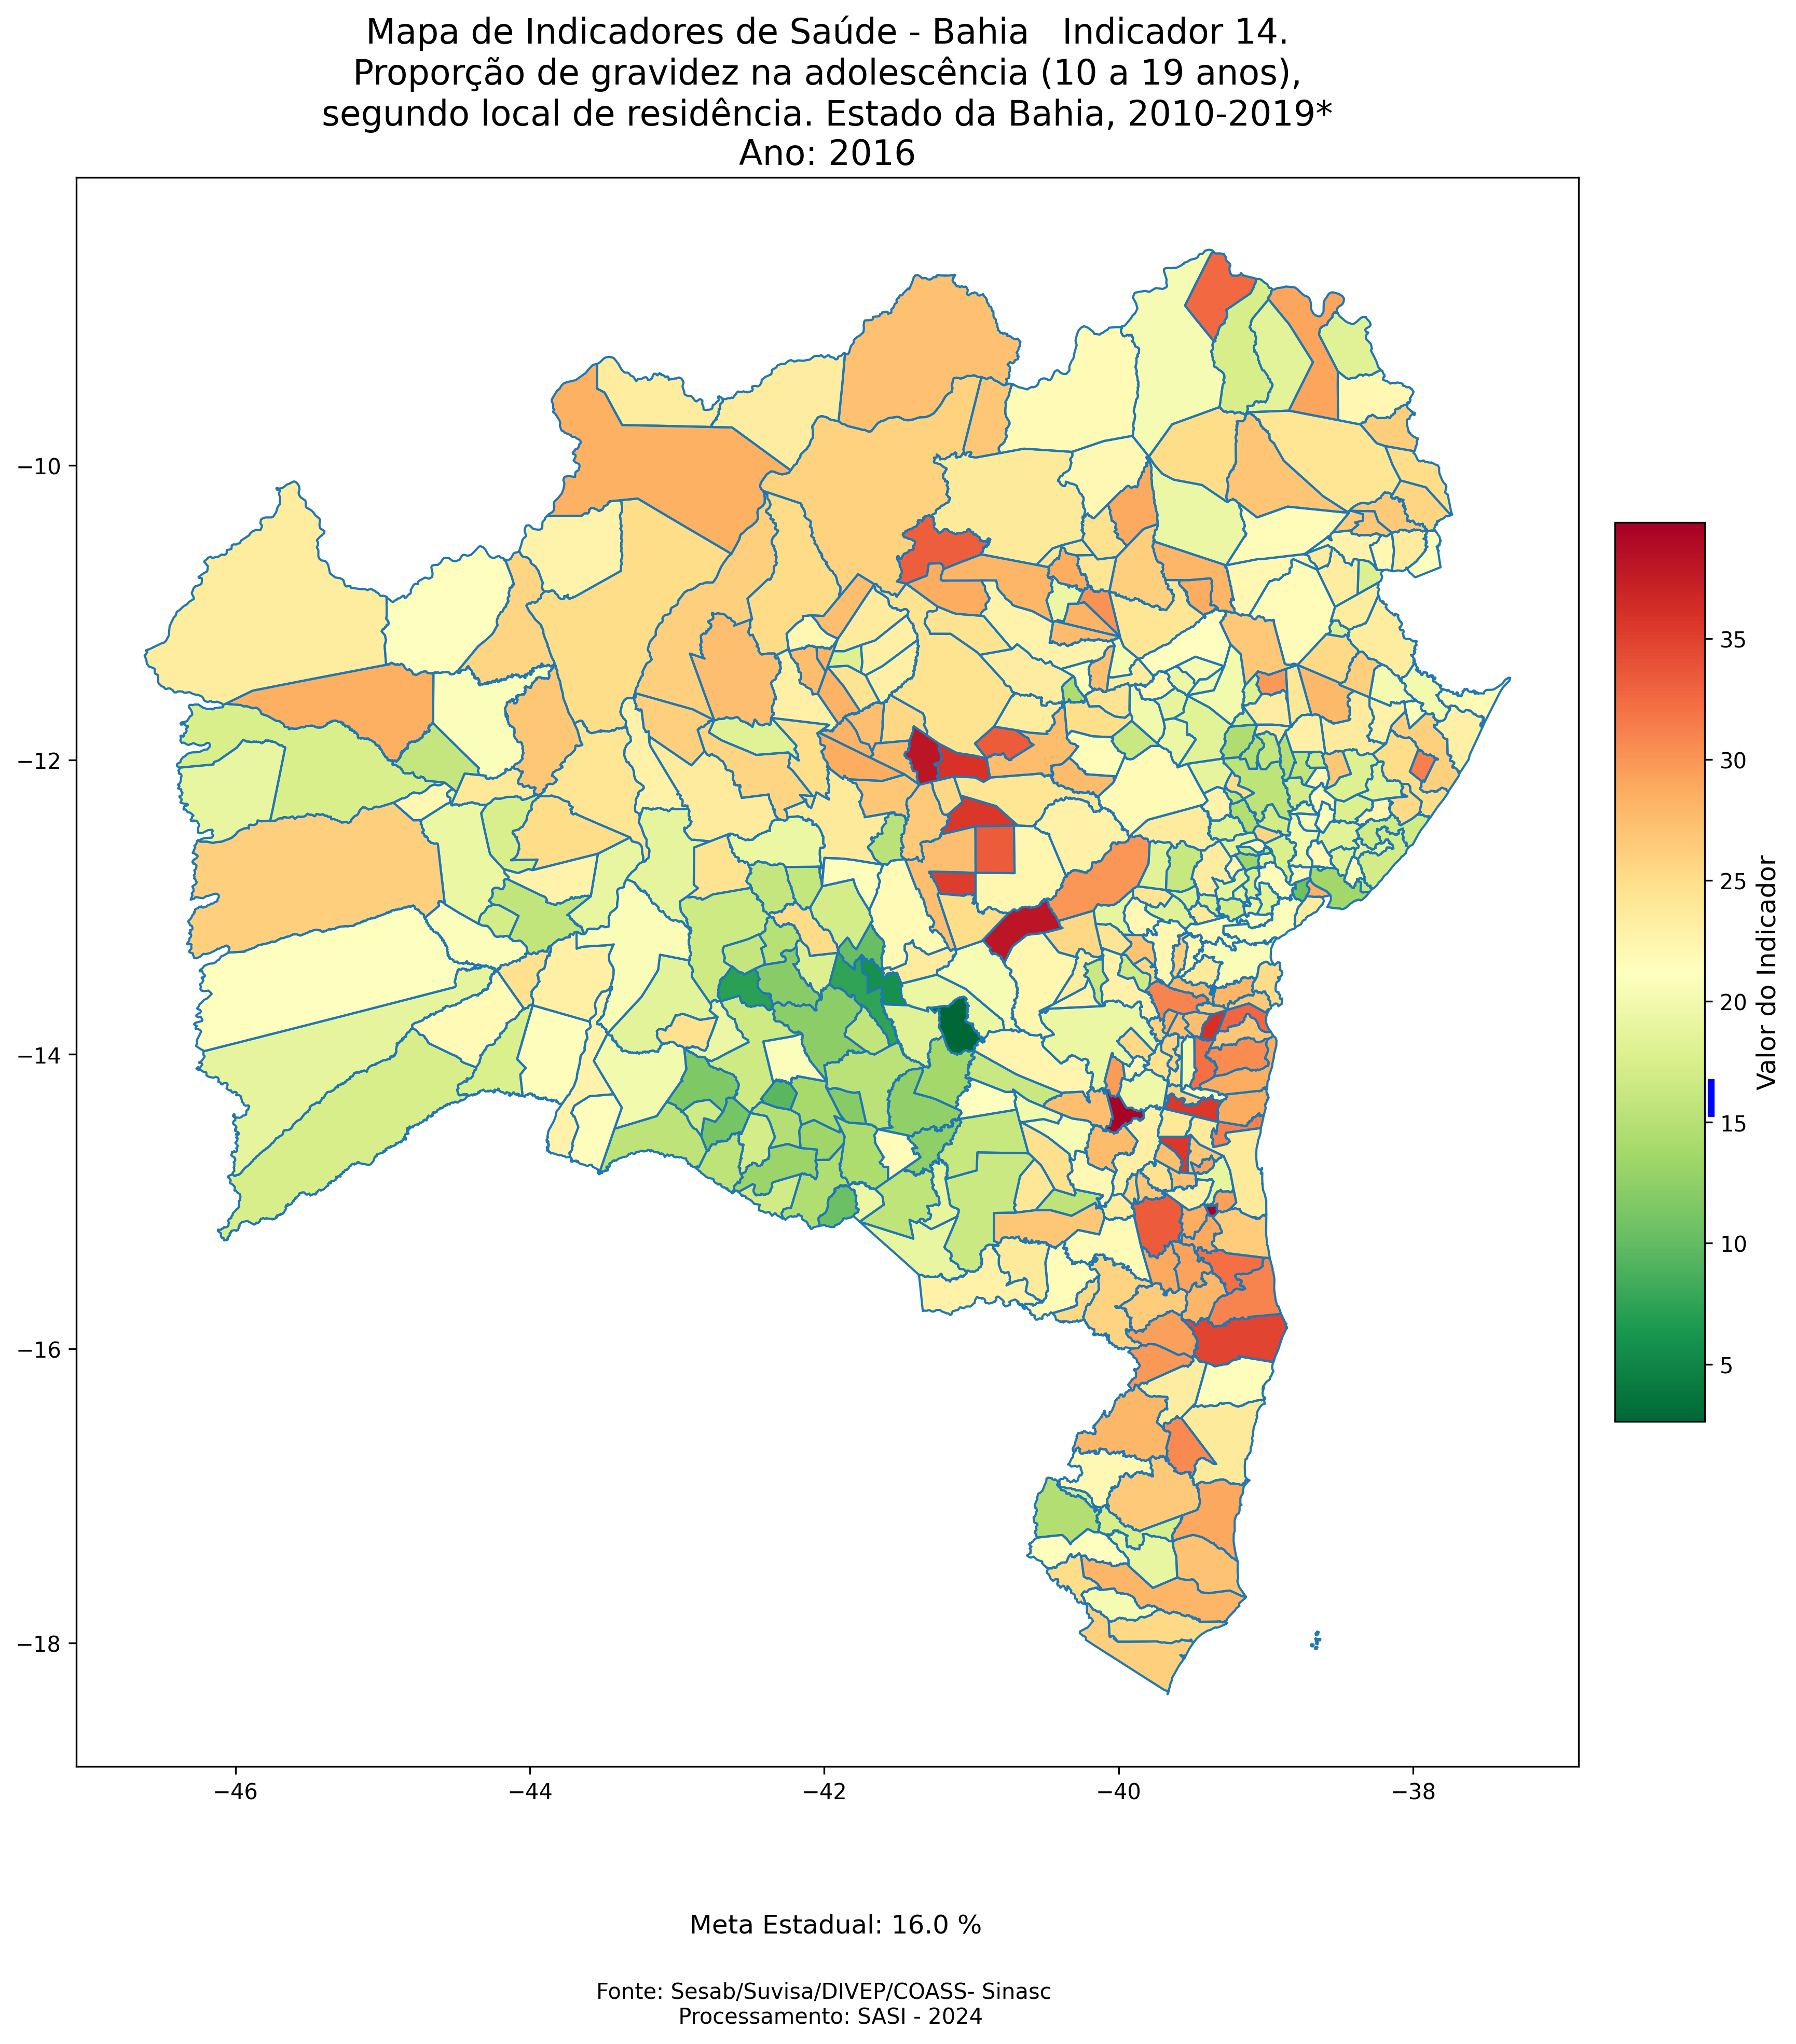 Mapa de Indicadores de Saúde - Bahia   Indicador 14.
Proporção de gravidez na adolescência (10 a 19 anos),
segundo local de residência. Estado da Bahia, 2010-2019*
Ano: 2016
−10
−12
−14
−16
−18
−46
−44
−42
−40
−38
35
30
25
20
15
10
5
Valor do Indicador
Meta Estadual: 16.0 %
Fonte: Sesab/Suvisa/DIVEP/COASS- Sinasc
Processamento: SASI - 2024